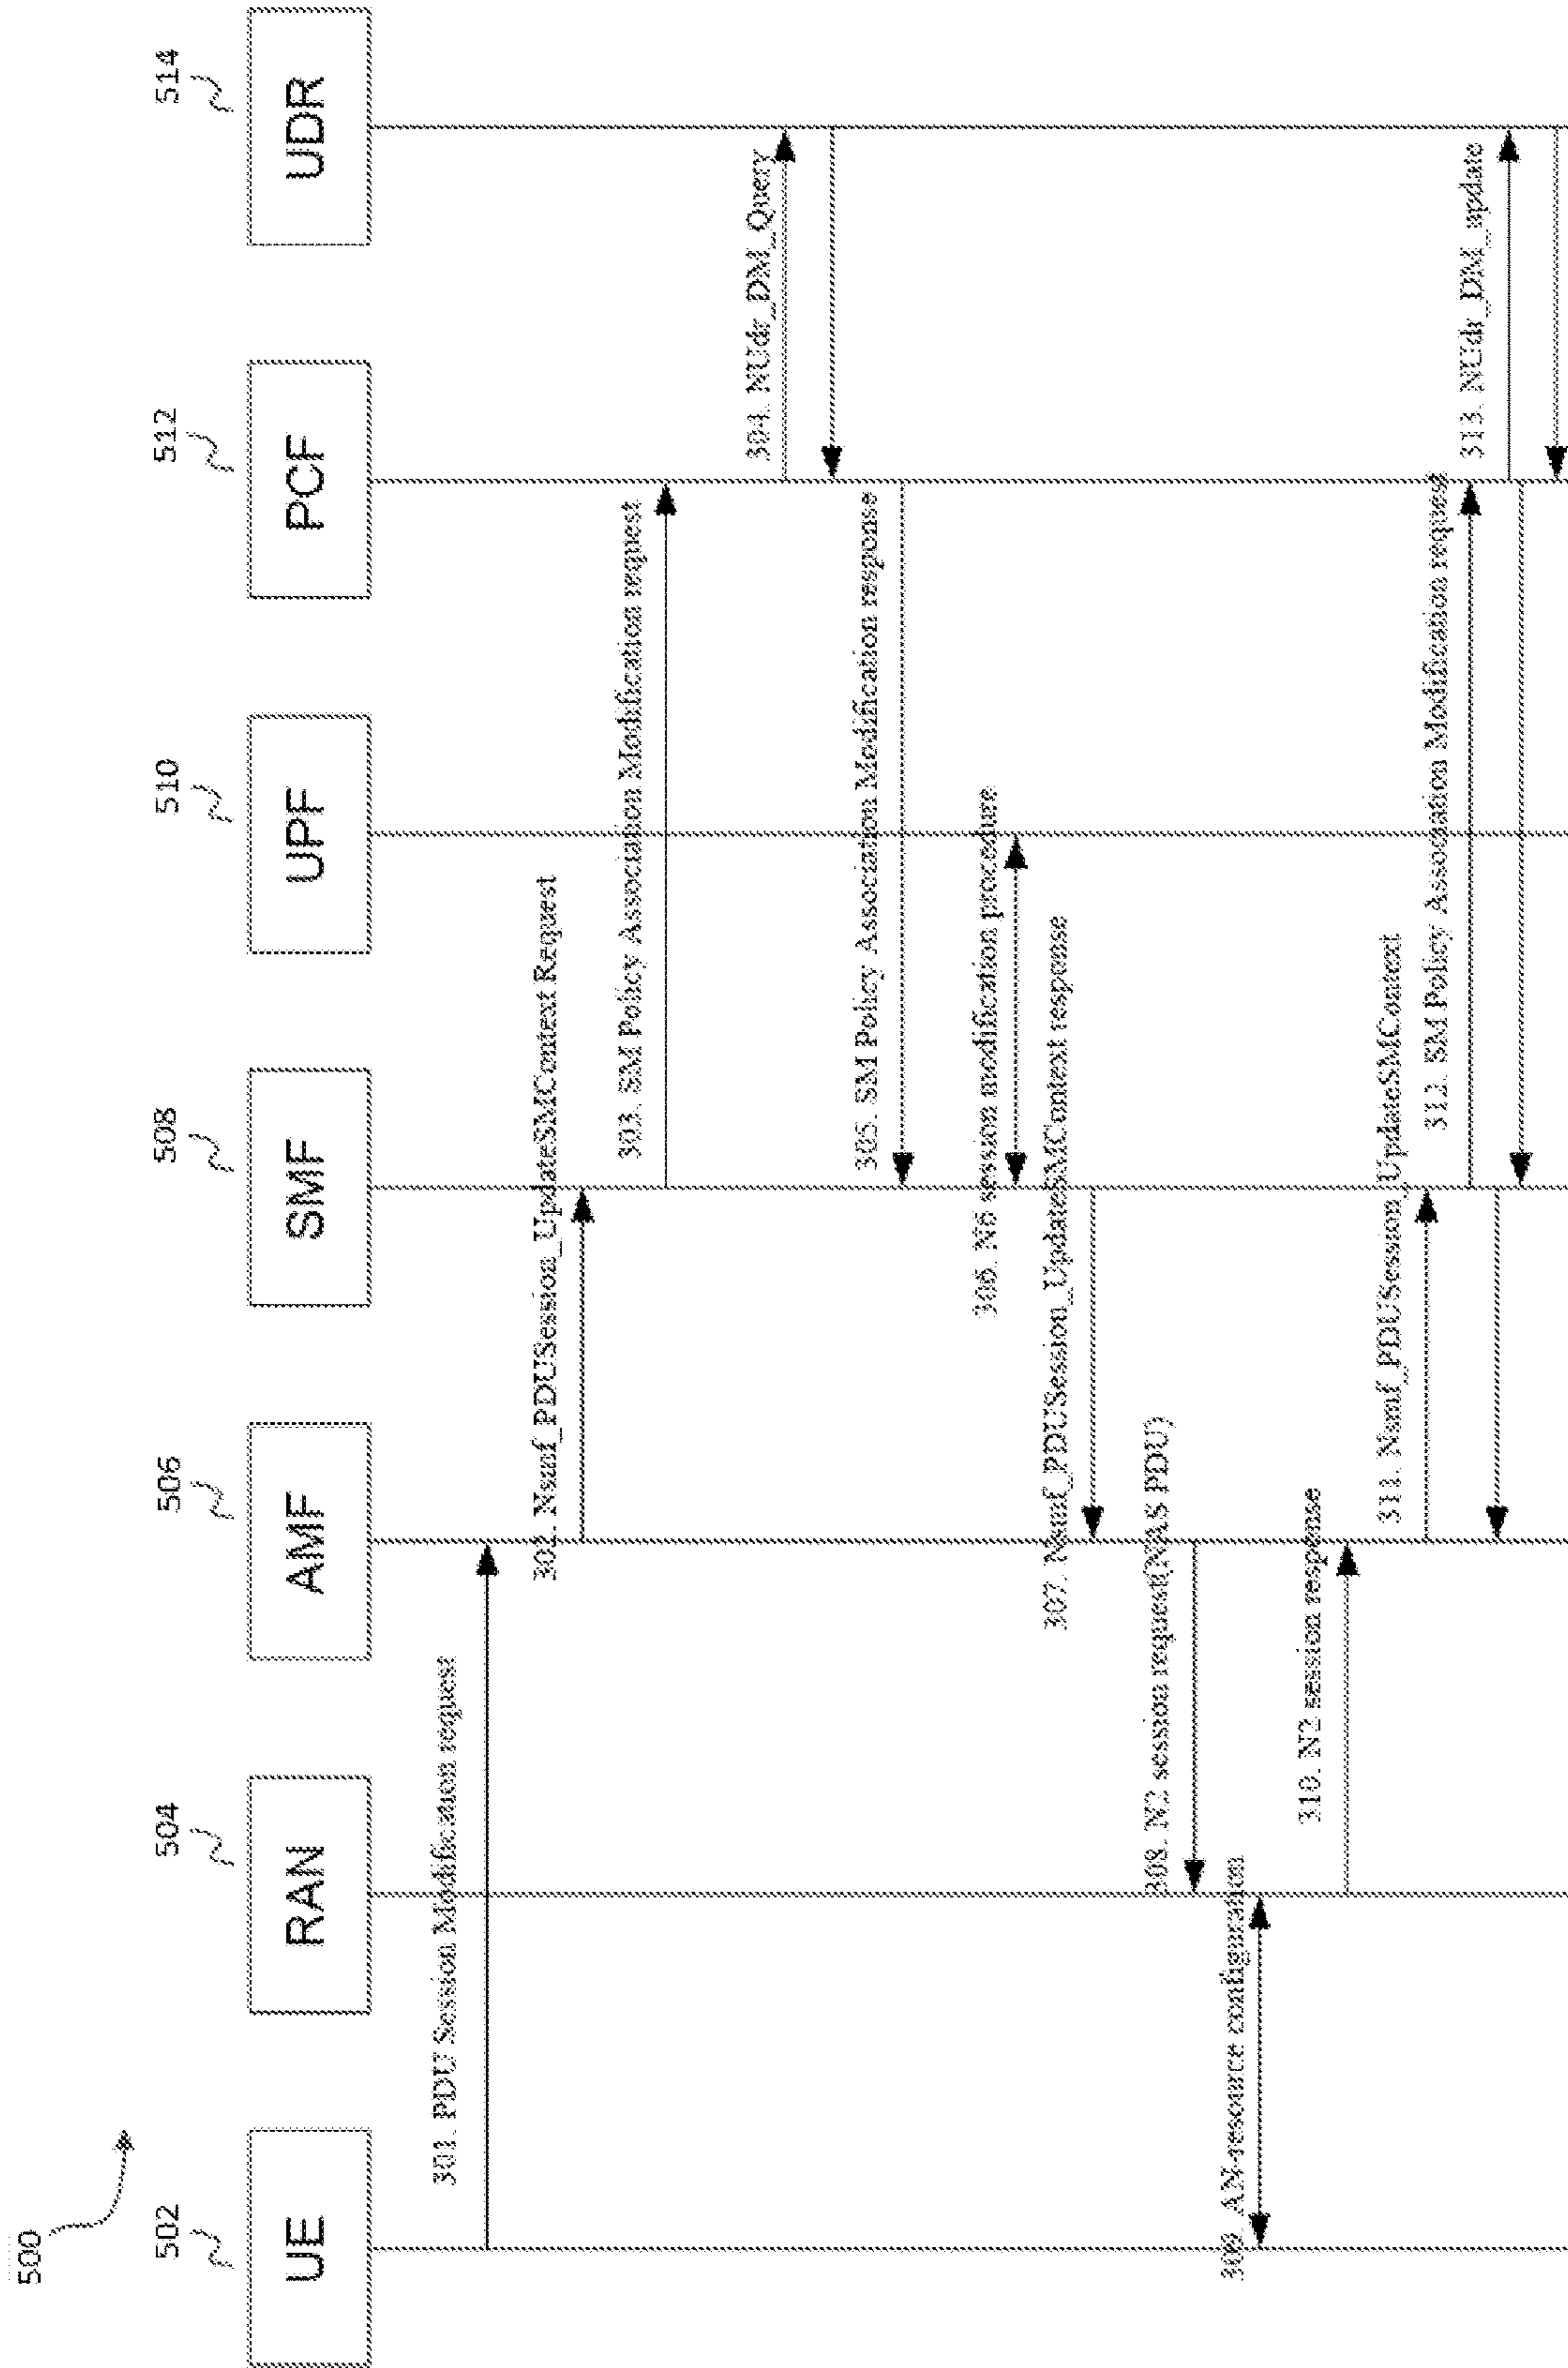 500
502
504
506
508
510
512
514
UE
RAN
AMF
SMF
UPF
PCF
UDR
301. PDU Session Modification request
302. Nsmf_PDUSession_UpdateSMContext Request
303. SM Policy Association Modification request
304. NUdr_DM_Query
305. SM Policy Association Modification response
306. N6 session modification procedure
307. Nsmf_PDUSession_UpdateSMContext response
308. N2 session request(NAS PDU)
309. AN-resource configuration
310. N2 session response
311. Nsmf_PDUSession_UpdateSMContext
312. SM Policy Association Modification request
313. NUdr_DM_update